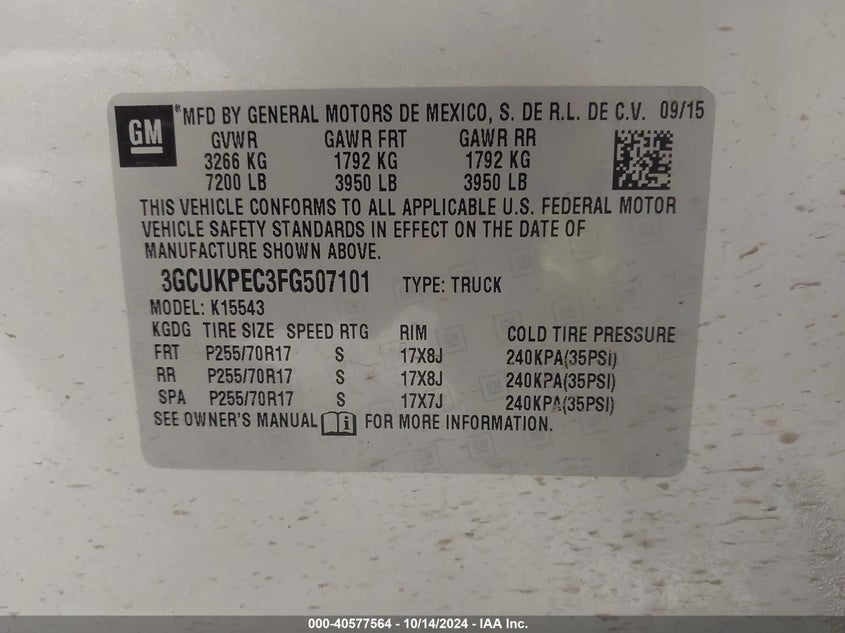 GM
*MFD BY GENERAL MOTORS DE MEXICO, S. DE R.L. DE C.V. 09/15
GVWR GAWR FRT GAWR RR
3266 KG 1792 KG 1792 KG
7200 LB 3950 LB 3950 LB
THIS VEHICLE CONFORMS TO ALL APPLICABLE U.S. FEDERAL MOTOR
VEHICLE SAFETY STANDARDS IN EFFECT ON THE DATE OF
MANUFACTURE SHOWN ABOVE.
3GCUKPEC3FG507101 TYPE: TRUCK
MODEL: K15543
KGDG TIRE SIZE SPEED RTG RIM COLD TIRE PRESSURE
FRT P255/70R17 S 17X8J 240KPA(35PSI)
RR P255/70R17 S 17X8J 240KPA(35PSI)
SPA P255/70R17 S 17X7J 240KPA(35PSI)
SEE OWNER'S MANUAL i FOR MORE INFORMATION.
000-40577564 - 10/14/2024 - IAA Inc.